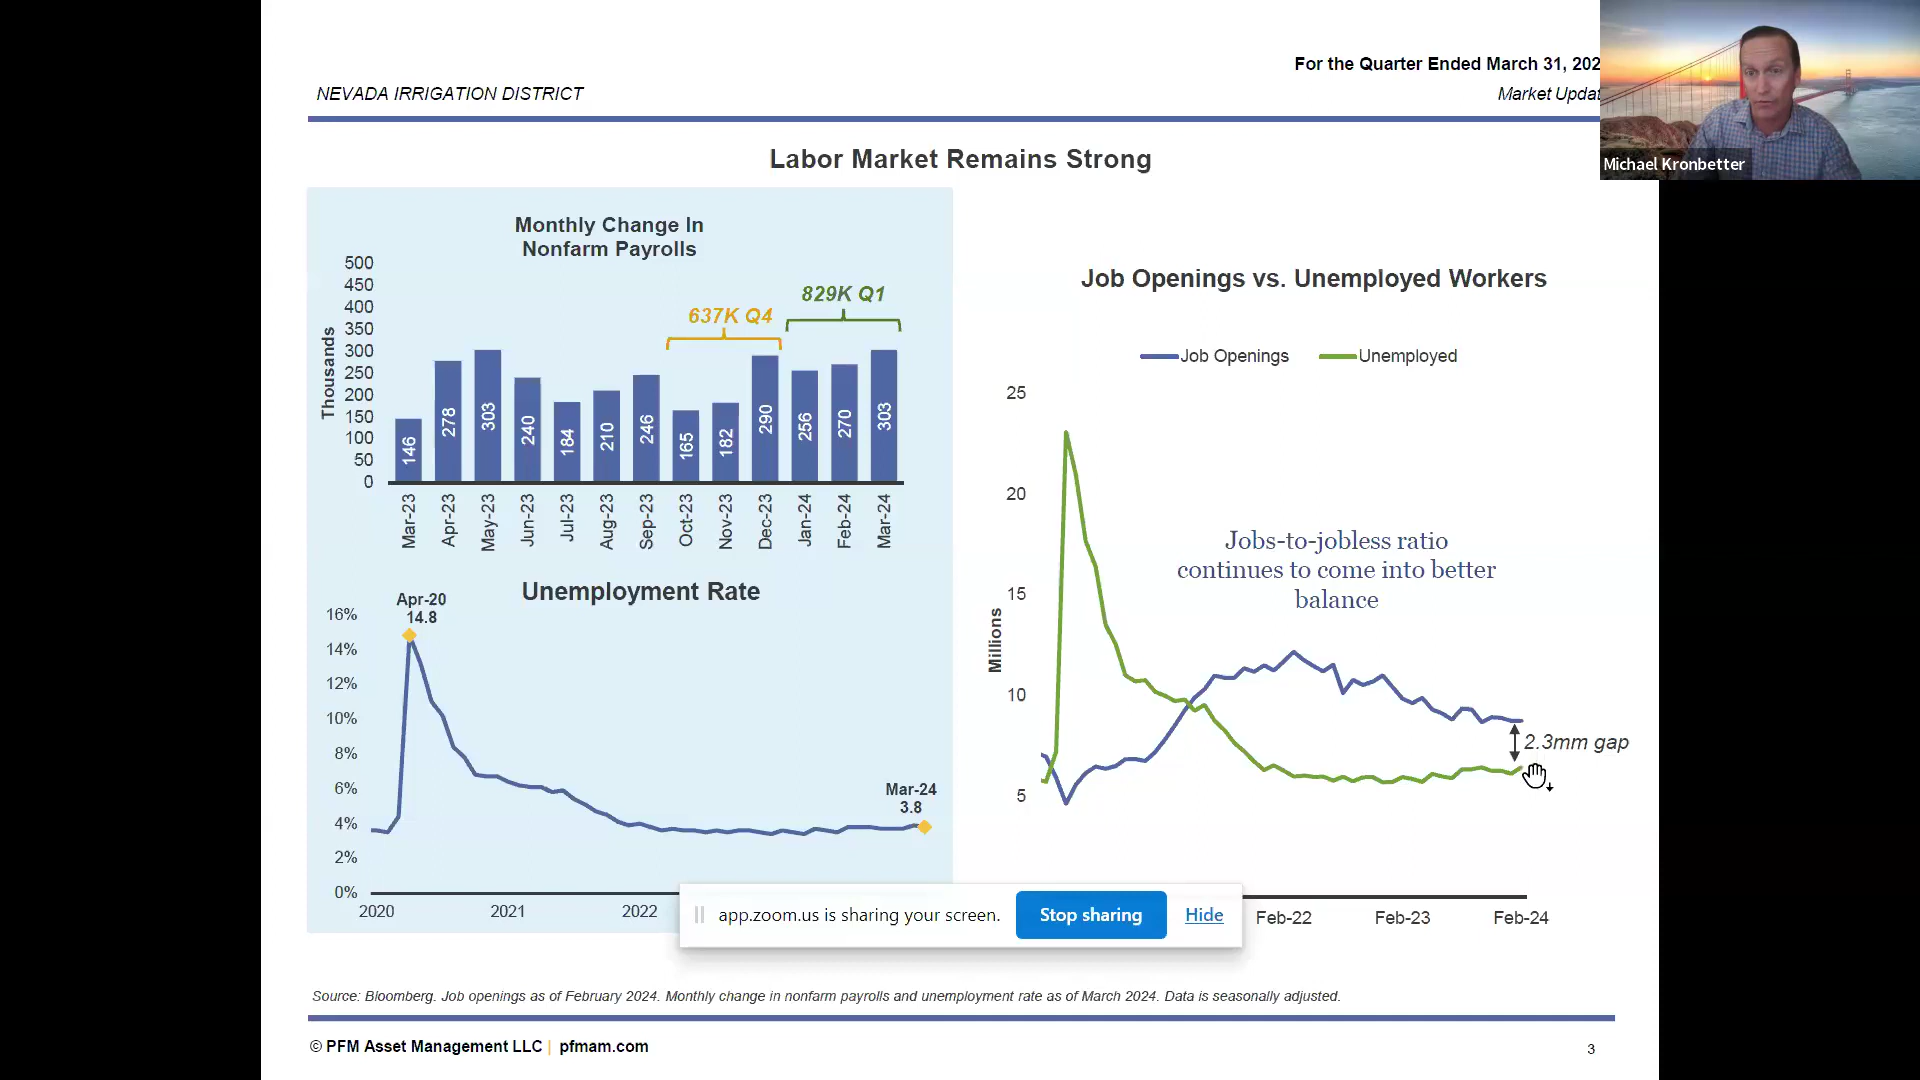 For the Quarter Ended March 31, 202
NEVADA IRRIGATION DISTRICT
Market Updat
Michael Kronbetter
Labor Market Remains Strong
Monthly Change In
Nonfarm Payrolls
Thousands
500
450
400
350
300
250
200
150
100
50
0
637K Q4
829K Q1
146
278
303
240
184
210
246
165
182
290
256
270
303
Mar-23
Apr-23
May-23
Jun-23
Jul-23
Aug-23
Sep-23
Oct-23
Nov-23
Dec-23
Jan-24
Feb-24
Mar-24
Unemployment Rate
Apr-20
14.8
16%
14%
12%
10%
8%
6%
4%
2%
0%
Mar-24
3.8
2020
2021
2022
Job Openings vs. Unemployed Workers
Job Openings
Unemployed
Millions
25
20
15
10
5
Jobs-to-jobless ratio
continues to come into better
balance
2.3mm gap
Feb-22
Feb-23
Feb-24
app.zoom.us is sharing your screen.
Stop sharing
Hide
Source: Bloomberg. Job openings as of February 2024. Monthly change in nonfarm payrolls and unemployment rate as of March 2024. Data is seasonally adjusted.
© PFM Asset Management LLC | pfmam.com
3